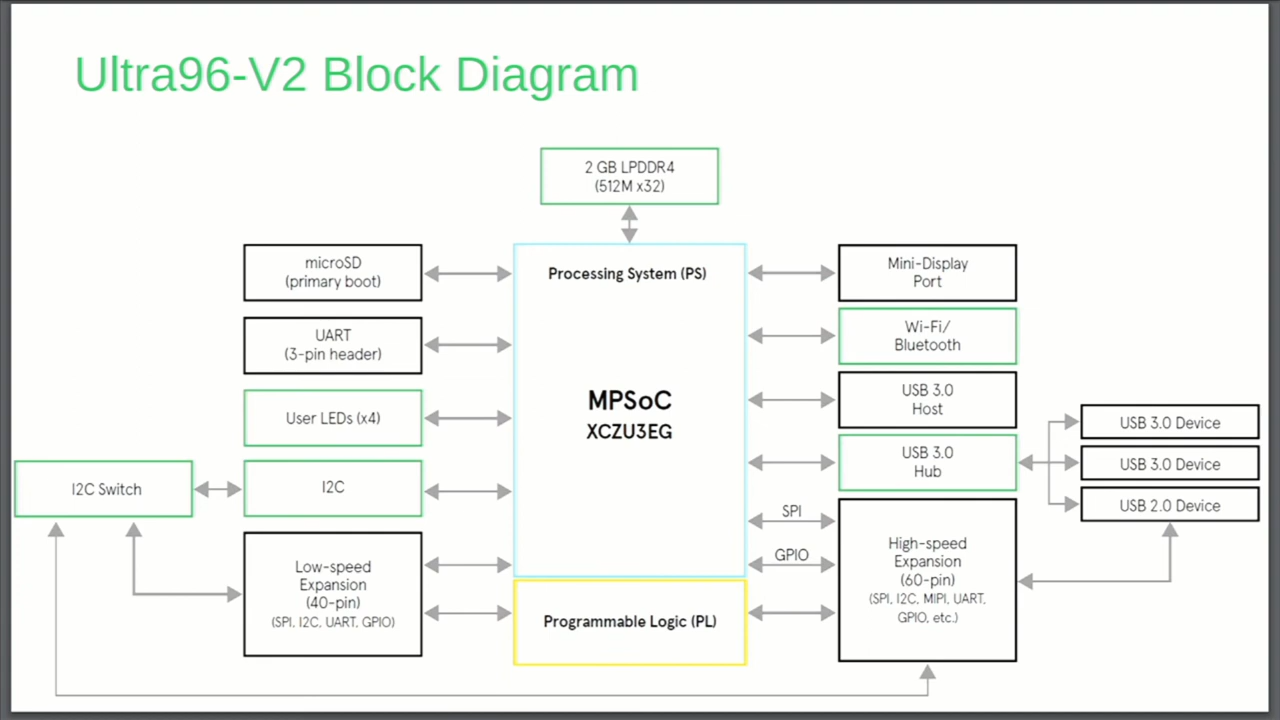 Ultra96-V2 Block Diagram
2 GB LPDDR4
(512M x32)
microSD
(primary boot)
Processing System (PS)
Mini-Display
Port
UART
(3-pin header)
Wi-Fi/
Bluetooth
User LEDs (x4)
MPSoC
XCZU3EG
USB 3.0
Host
USB 3.0 Device
I2C Switch
I2C
USB 3.0
Hub
USB 3.0 Device
USB 2.0 Device
SPI
GPIO
Low-speed
Expansion
(40-pin)
(SPI, I2C, UART, GPIO)
Programmable Logic (PL)
High-speed
Expansion
(60-pin)
(SPI, I2C, MIPI, UART,
GPIO, etc.)